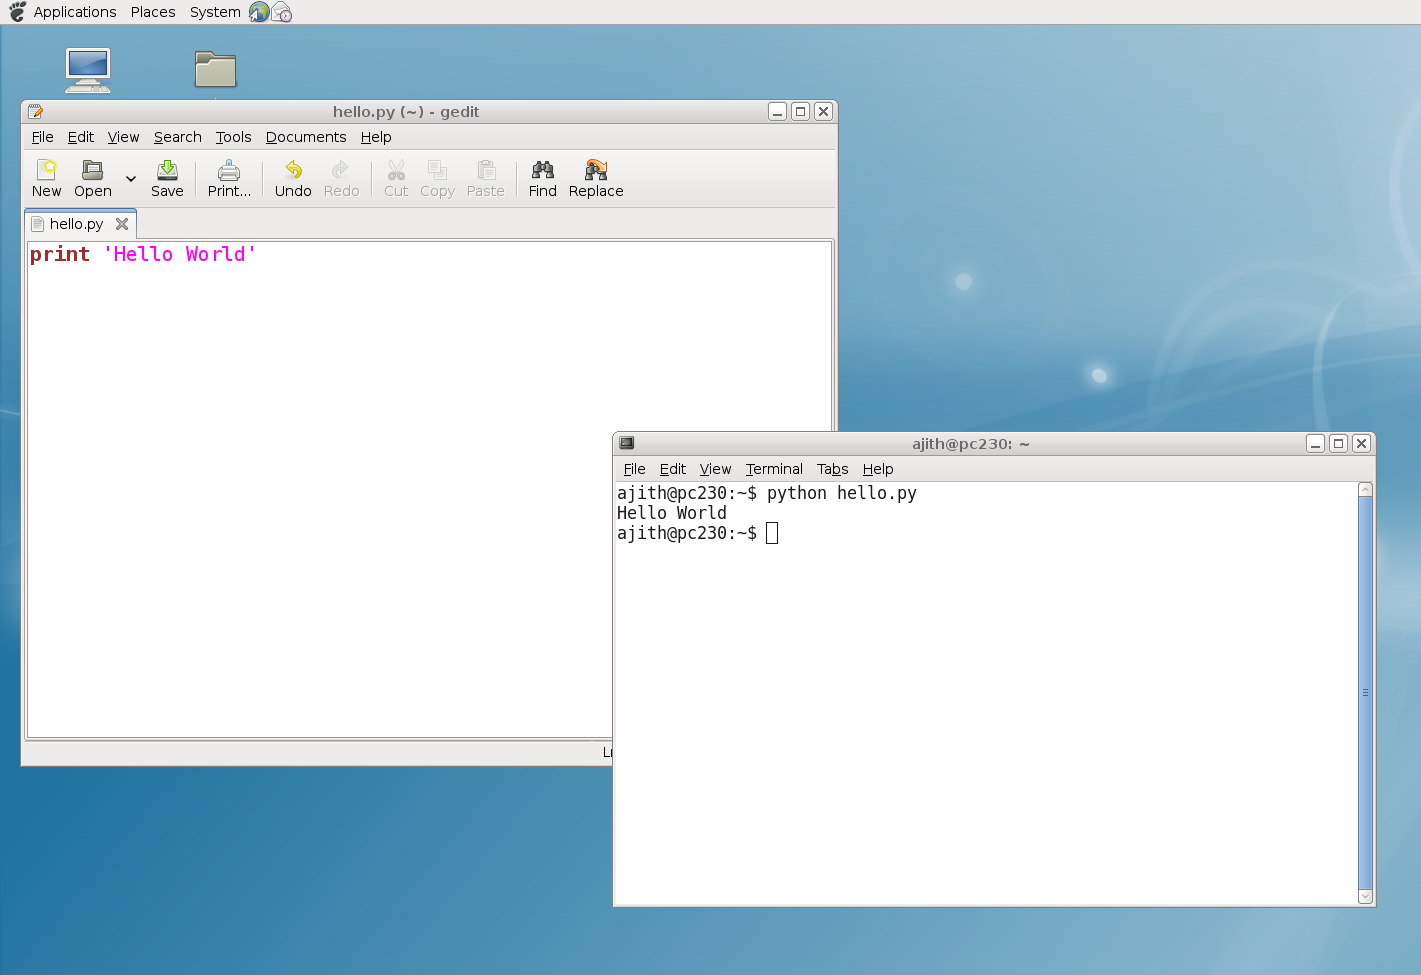 Applications Places System
hello.py (~) - gedit
File Edit View Search Tools Documents Help
New Open Save Print... Undo Redo Cut Copy Paste Find Replace
hello.py
print 'Hello World'
ajith@pc230: ~
File Edit View Terminal Tabs Help
ajith@pc230:~$ python hello.py
Hello World
ajith@pc230:~$